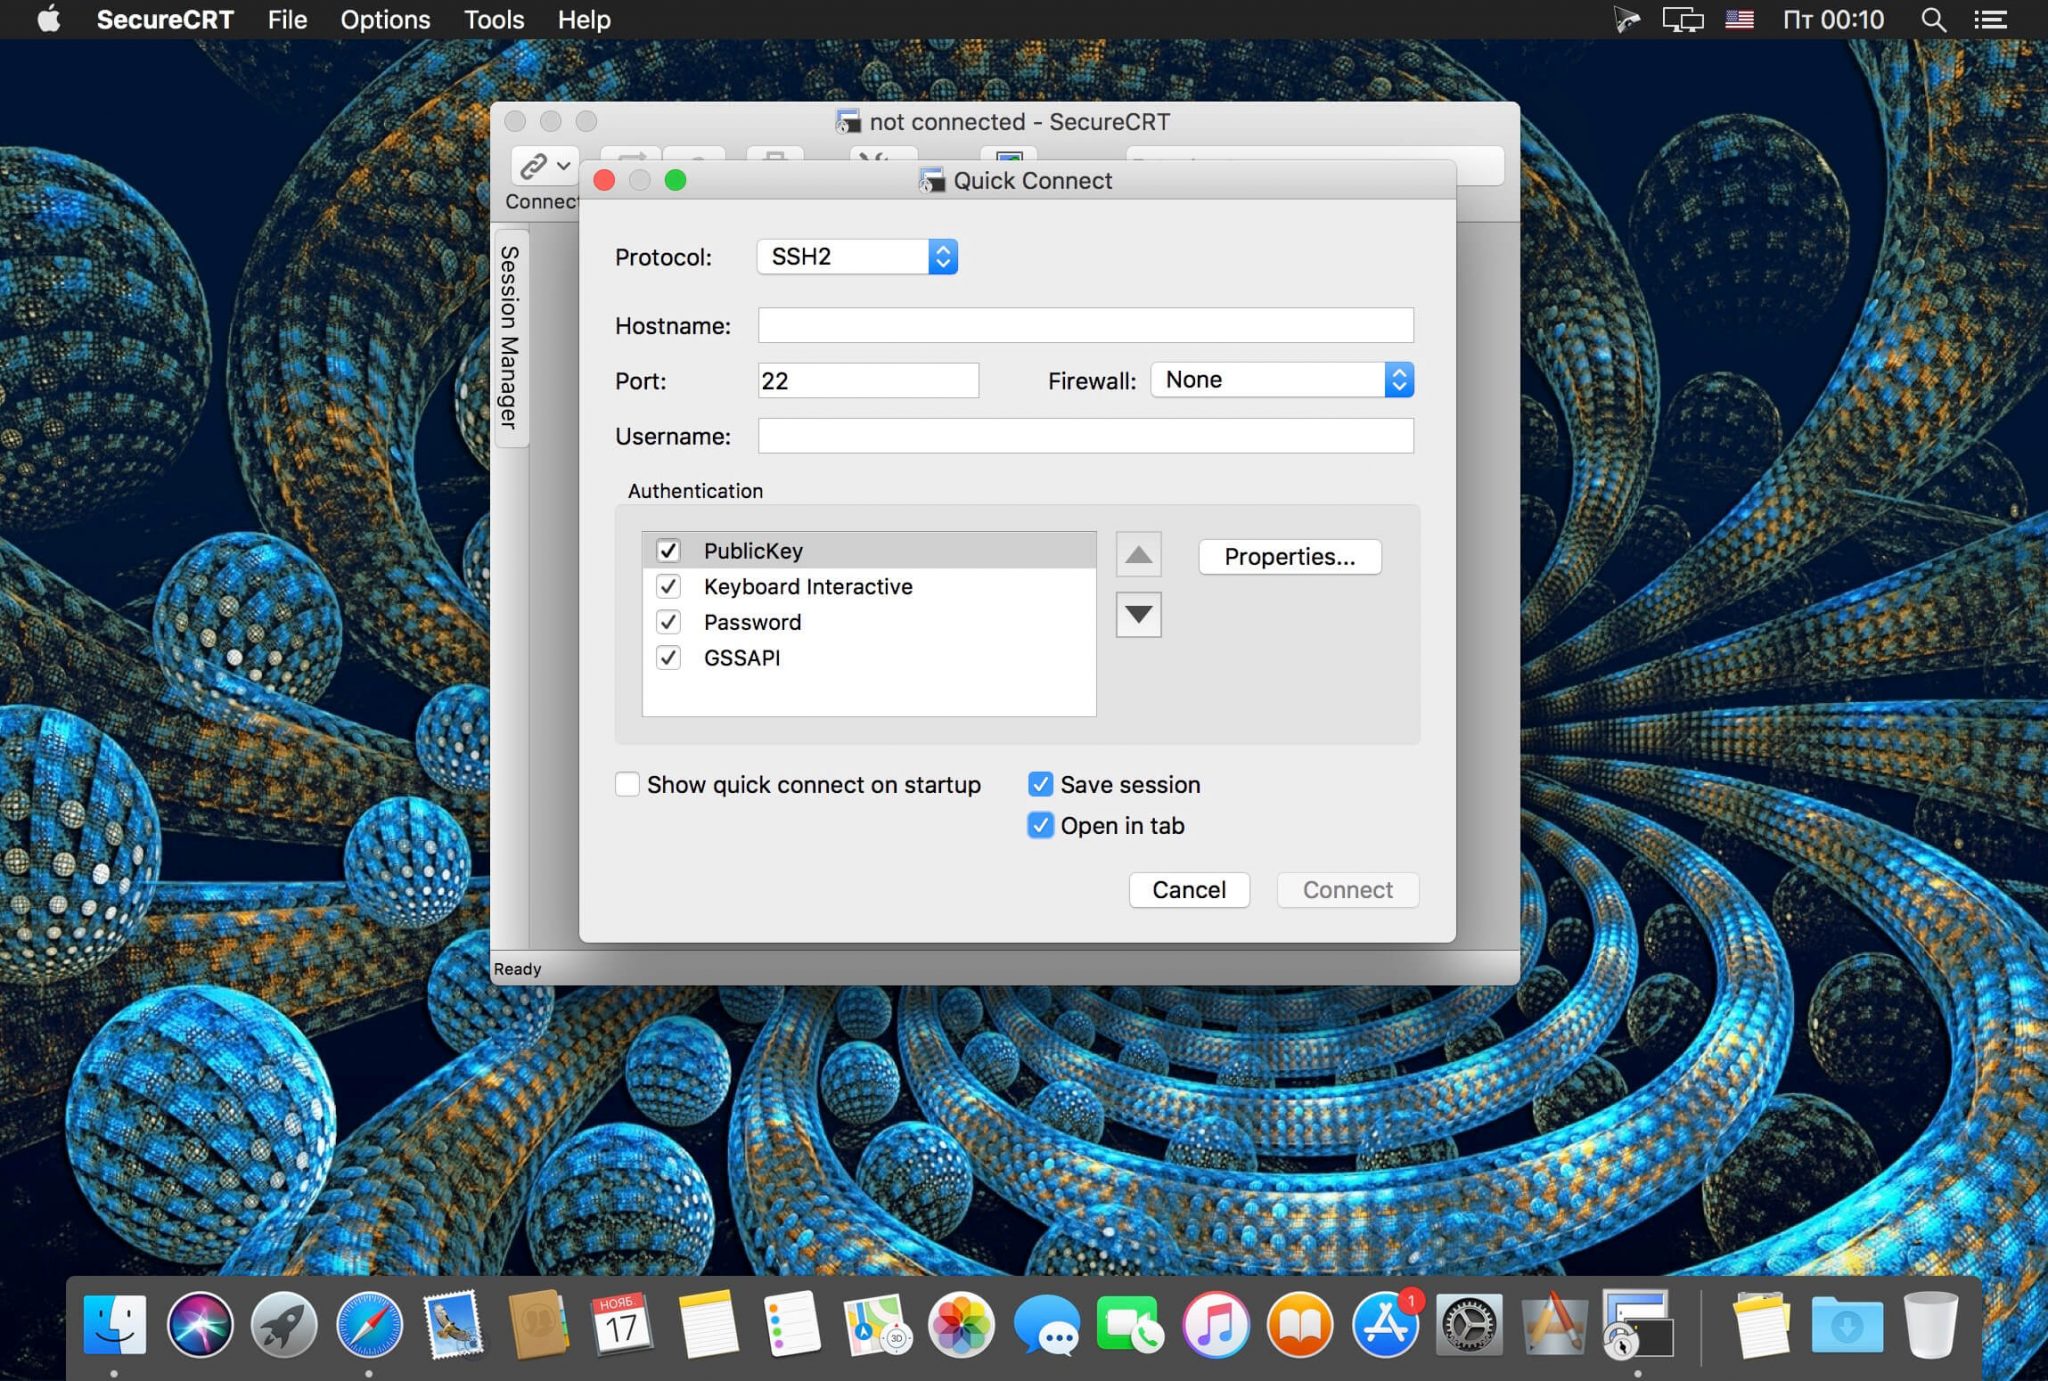 SecureCRT File Options Tools Help Пт 00:10
not connected - SecureCRT
Connect
Quick Connect
Session Manager
Protocol: SSH2
Hostname:
Port: 22 Firewall: None
Username:
Authentication
PublicKey
Properties...
Keyboard Interactive
Password
GSSAPI
Show quick connect on startup
Save session
Open in tab
Cancel Connect
Ready
НОЯБ.
17
3D
1